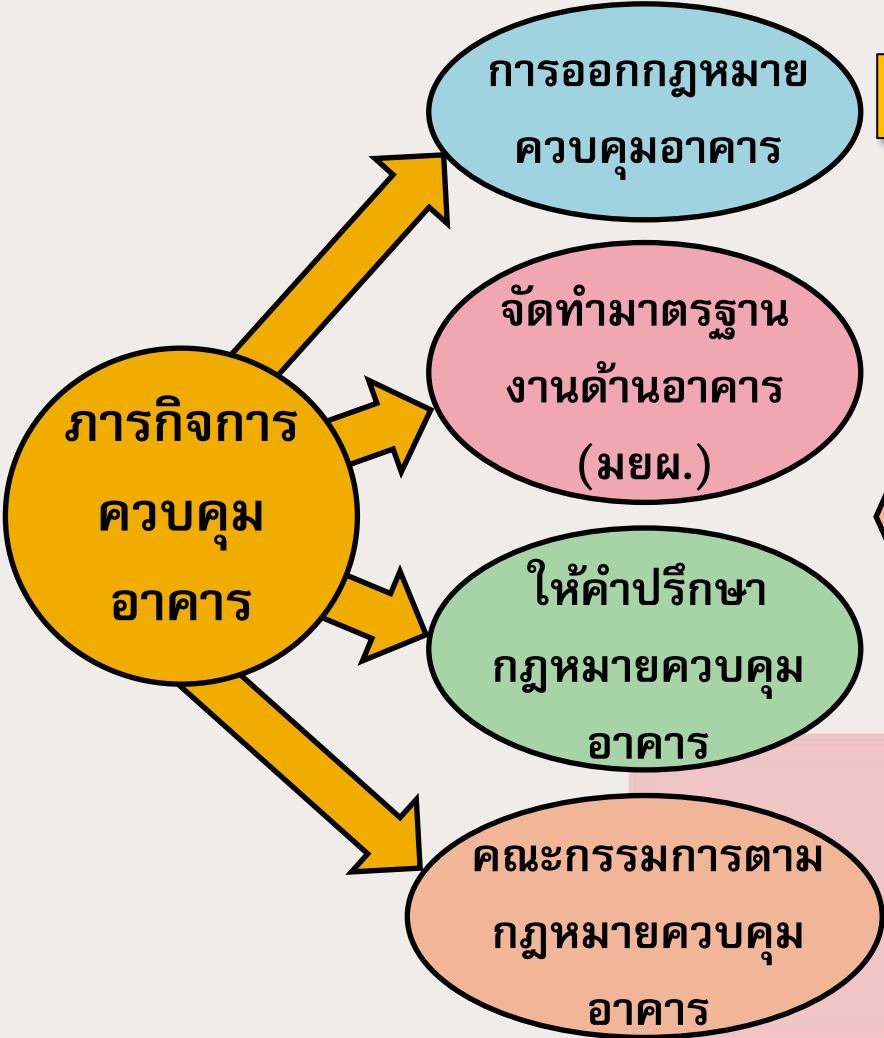 การออกกฎหมาย
ควบคุมอาคาร
จัดทำมาตรฐาน
งานด้านอาคาร
(มยผ.)
ภารกิจการ
ควบคุม
อาคาร
ให้คำปรึกษา
กฎหมายควบคุม
อาคาร
คณะกรรมการตาม
กฎหมายควบคุม
อาคาร